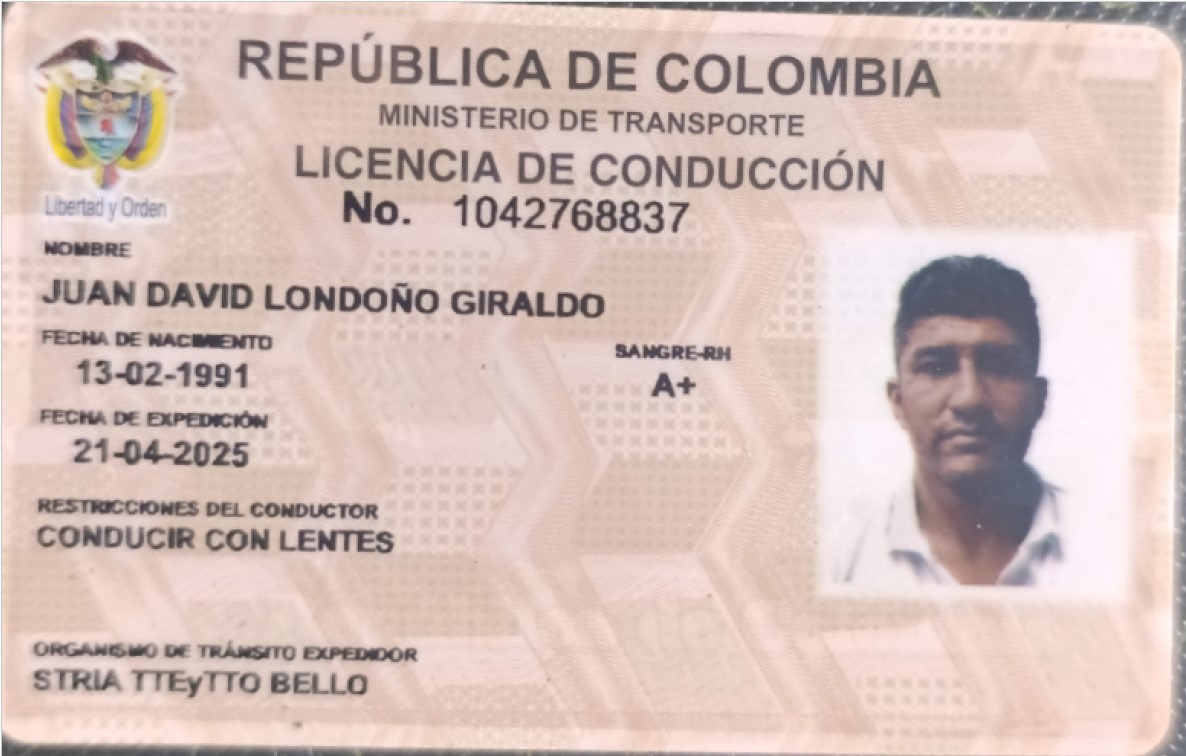 REPÚBLICA DE COLOMBIA
MINISTERIO DE TRANSPORTE
LICENCIA DE CONDUCCIÓN
No. 1042768837
Libertad y Orden
NOMBRE
JUAN DAVID LONDOÑO GIRALDO
FECHA DE NACIMIENTO
13-02-1991
SANGRE-RH
A+
FECHA DE EXPEDICIÓN
21-04-2025
RESTRICCIONES DEL CONDUCTOR
CONDUCIR CON LENTES
ORGANISMO DE TRÁNSITO EXPEDIDOR
STRIA TTEyTTO BELLO